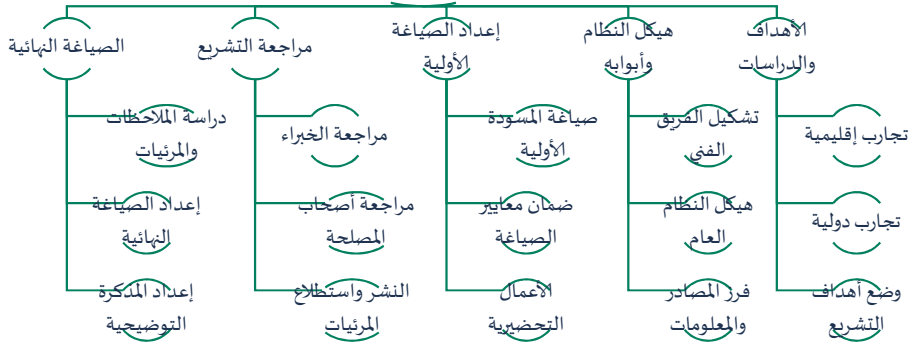 الأهداف
والدراسات
تجارب إقليمية
تجارب دولية
وضع أهداف
التشريع
هيكل النظام
وأبوابه
تشكيل الفريق
الفني
هيكل النظام
العام
فرز المصادر
والمعلومات
إعداد الصياغة
الأولية
صياغة المسودة
الأولية
ضمان معايير
الصياغة
الأعمال
التحضيرية
مراجعة التشريع
مراجعة الخبراء
مراجعة أصحاب
المصلحة
النشر واستطلاع
المرئيات
الصياغة النهائية
دراسة الملاحظات
والمرئيات
إعداد الصياغة
النهائية
إعداد المذكرة
التوضيحية